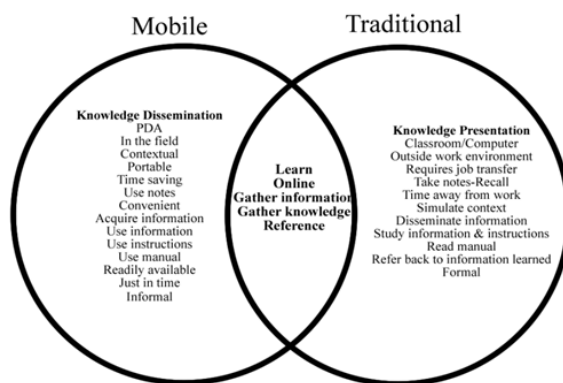 Mobile
Traditional
Knowledge Dissemination
PDA
In the field
Contextual
Portable
Time saving
Use notes
Convenient
Acquire information
Use information
Use instructions
Use manual
Readily available
Just in time
Informal
Learn
Online
Gather information
Gather knowledge
Reference
Knowledge Presentation
Classroom/Computer
Outside work environment
Requires job transfer
Take notes-Recall
Time away from work
Simulate context
Disseminate information
Study information & instructions
Read manual
Refer back to information learned
Formal